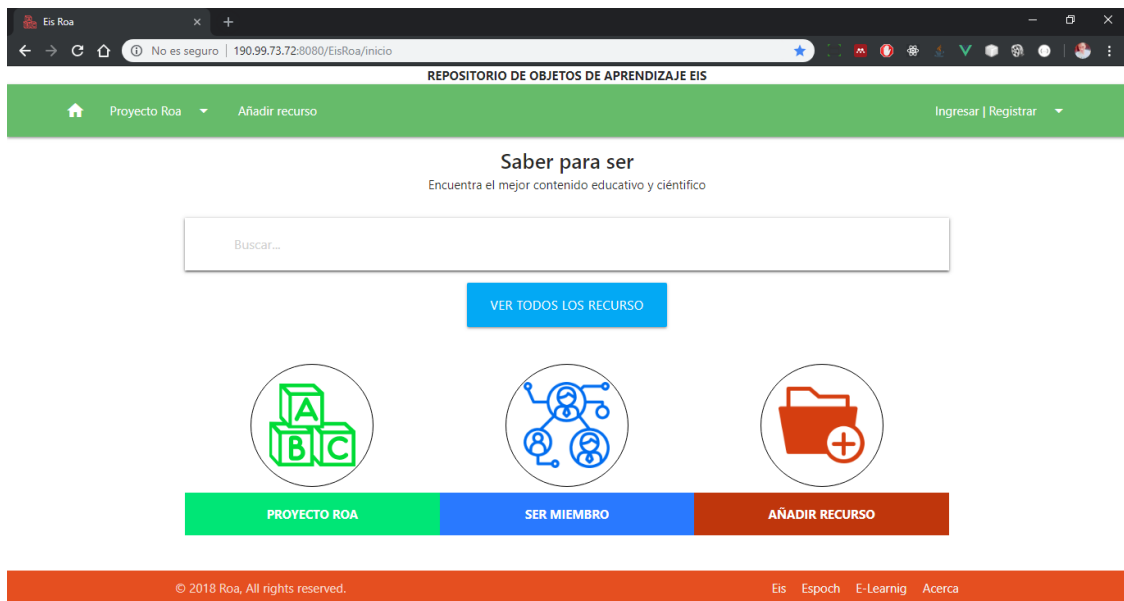 Eis Roa
No es seguro | 190.99.73.72:8080/EisRoa/inicio
REPOSITORIO DE OBJETOS DE APRENDIZAJE EIS
Proyecto Roa Añadir recurso Ingresar | Registrar
Saber para ser
Encuentra el mejor contenido educativo y ciéntifico
Buscar...
VER TODOS LOS RECURSO
A
B C
PROYECTO ROA SER MIEMBRO AÑADIR RECURSO
© 2018 Roa, All rights reserved. Eis Espoch E-Learnig Acerca